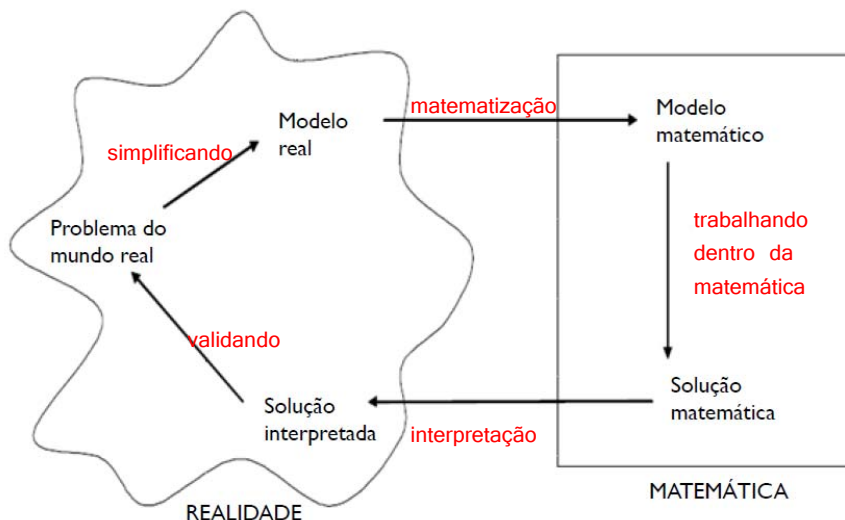 matematização
Modelo
real
Modelo
matemático
simplificando
Problema do
mundo real
trabalhando
dentro da
matemática
validando
Solução
interpretada
Solução
matemática
interpretação
MATEMÁTICA
REALIDADE